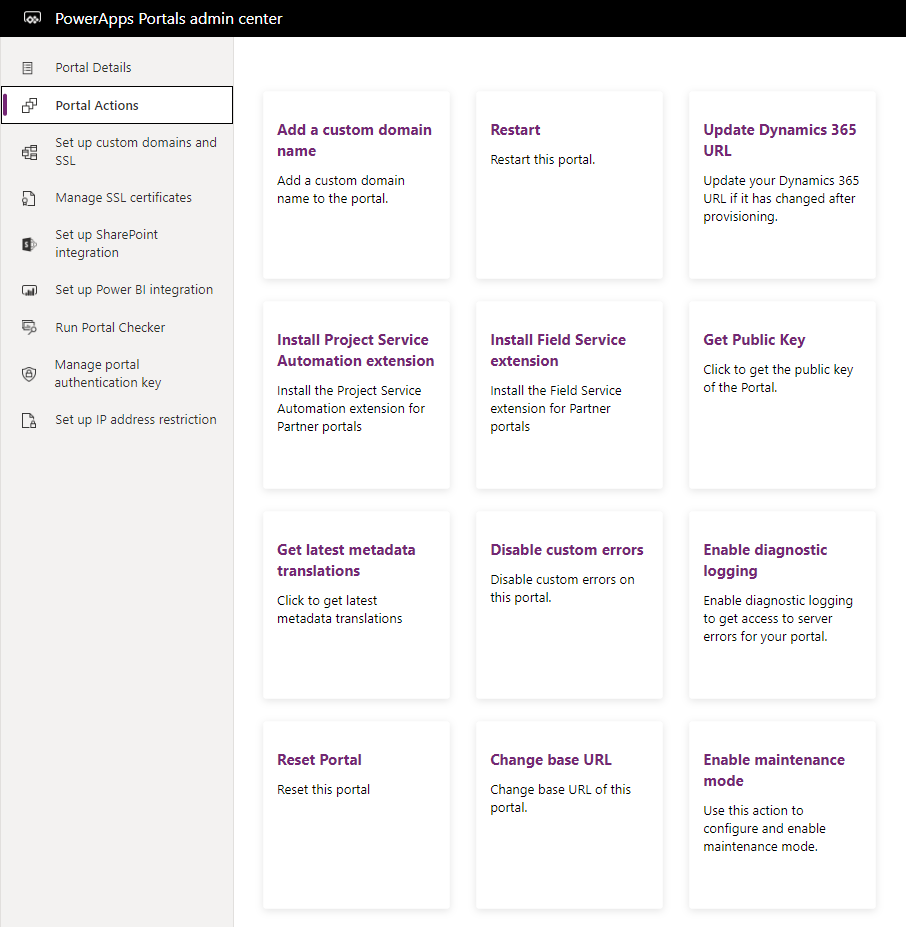 PowerApps Portals admin center
Portal Details
Portal Actions
Set up custom domains and
SSL
Manage SSL certificates
Set up SharePoint
integration
Set up Power BI integration
Run Portal Checker
Manage portal
authentication key
Set up IP address restriction
Add a custom domain
name
Add a custom domain
name to the portal.
Restart
Restart this portal.
Update Dynamics 365
URL
Update your Dynamics 365
URL if it has changed after
provisioning.
Install Project Service
Automation extension
Install the Project Service
Automation extension for
Partner portals
Install Field Service
extension
Install the Field Service
extension for Partner
portals
Get Public Key
Click to get the public key
of the Portal.
Get latest metadata
translations
Click to get latest
metadata translations
Disable custom errors
Disable custom errors on
this portal.
Enable diagnostic
logging
Enable diagnostic logging
to get access to server
errors for your portal.
Reset Portal
Reset this portal
Change base URL
Change base URL of this
portal.
Enable maintenance
mode
Use this action to
configure and enable
maintenance mode.